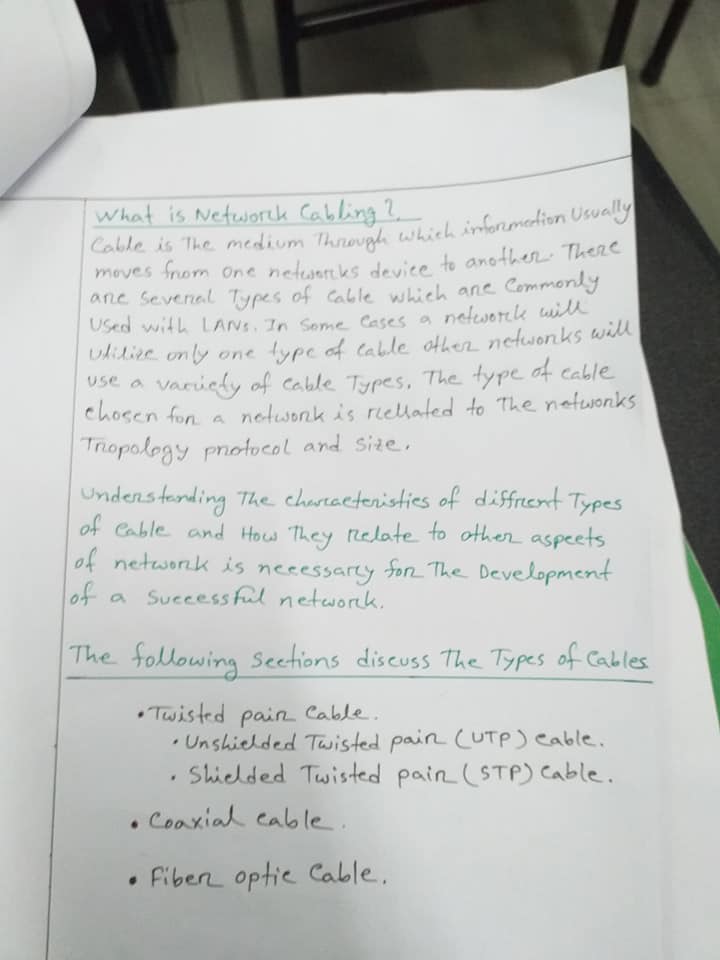 What is Network Cabling?
Cable is The medium Through which information Usually
moves from one networks device to another. There
are Several Types of Cable which are Commonly
Used with LANs. In Some Cases a network will
Utilize only one type of Cable other networks will
use a variety of Cable Types. The type of cable
chosen for a network is rellated to The networks
Tropology protocol and Size.
Understanding The characteristics of diffrent Types
of Cable and How They Relate to other aspects
of network is necessary for The Development
of a Successful network.
The following Sections discuss The Types of Cables
• Twisted pair Cable.
• Unshielded Twisted pair (UTP) Cable.
• Shielded Twisted pair (STP) Cable.
• Coaxial cable.
• Fiber optic Cable.